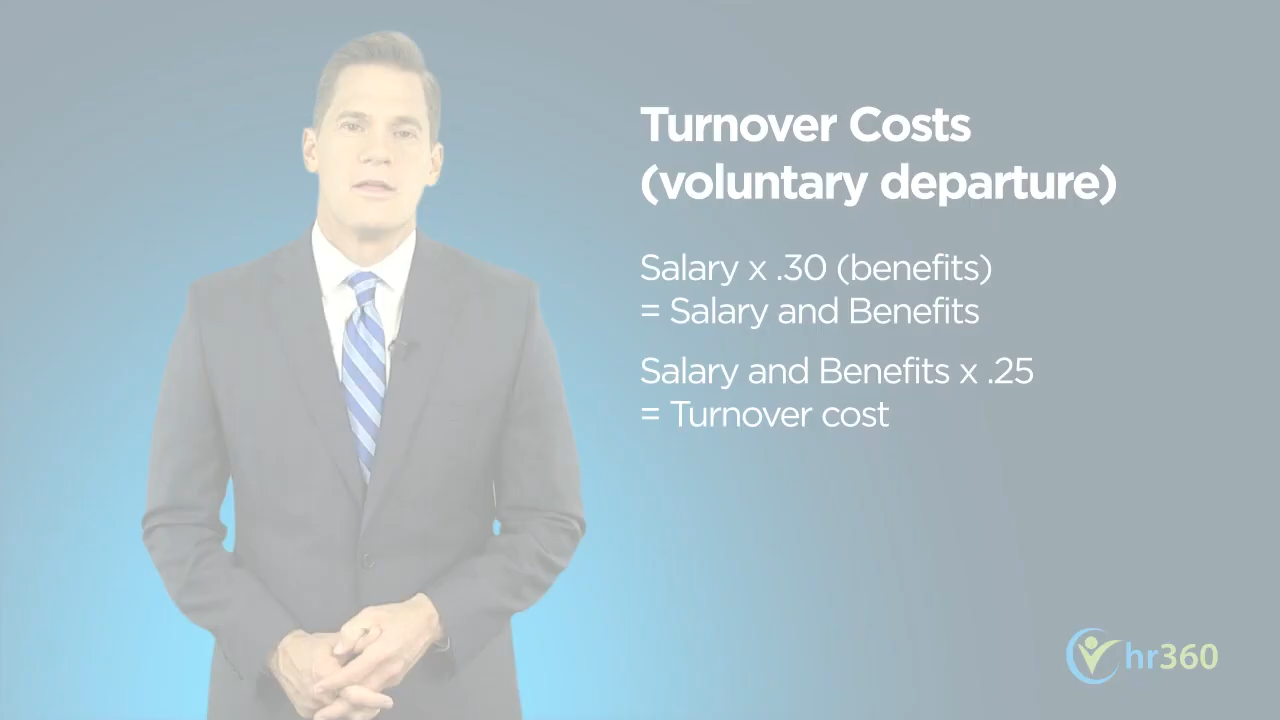 Turnover Costs
(voluntary departure)
Salary x .30 (benefits)
= Salary and Benefits
Salary and Benefits x .25
= Turnover cost
hr360